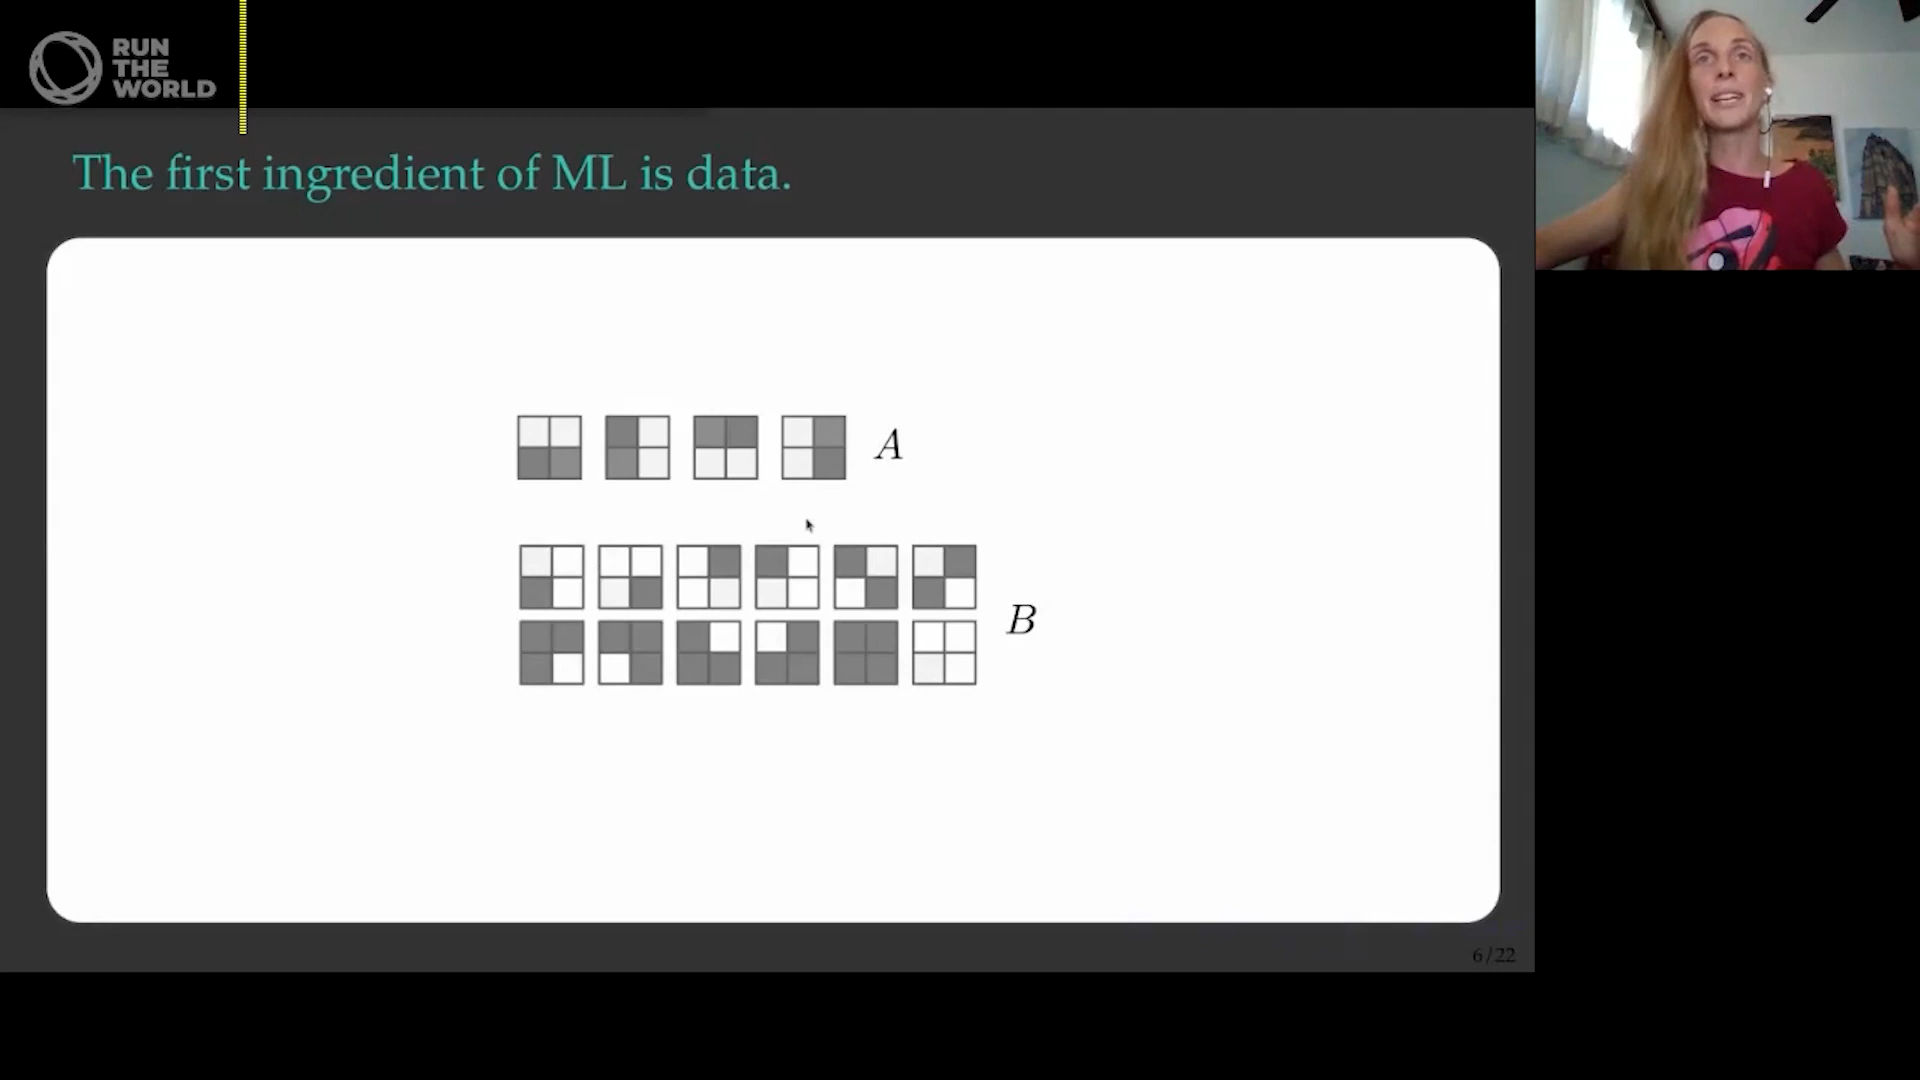 RUN
THE
WORLD
The first ingredient of ML is data.
A
B
6/22